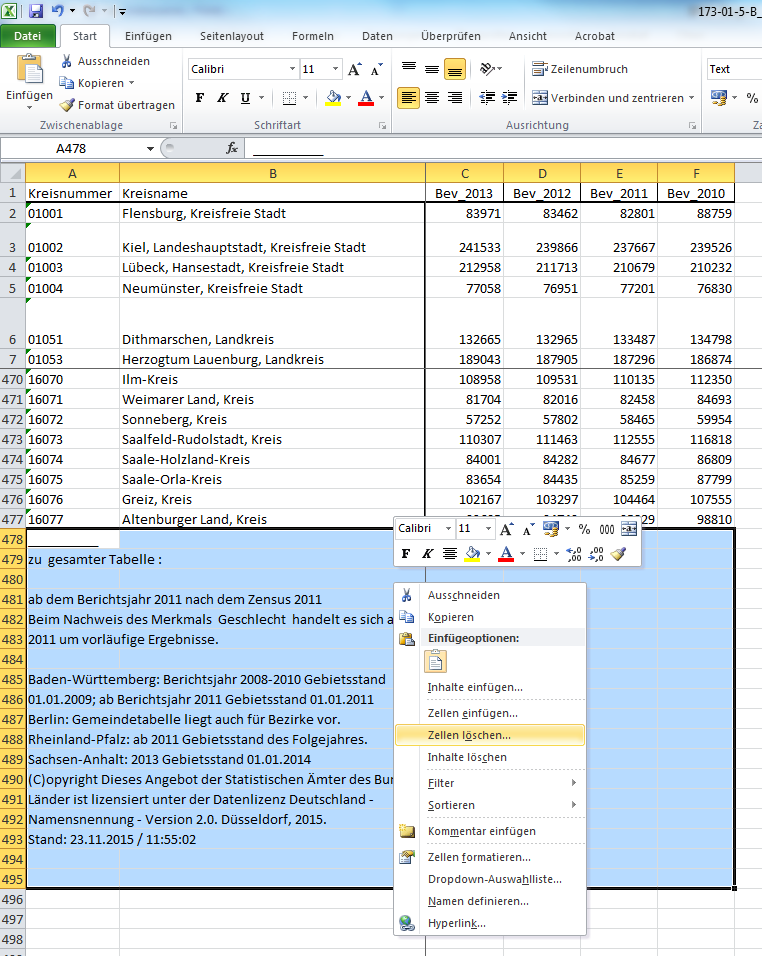 173-01-5-B_
Datei Start Einfügen Seitenlayout Formeln Daten Überprüfen Ansicht Acrobat
Einfügen
Ausschneiden
Kopieren
Format übertragen
Zwischenablage
Calibri 11
F K U
Schriftart
Zeilenumbruch
Verbinden und zentrieren
Ausrichtung
Text
%
A478 fx __________
A B C D E F
1 Kreisnummer Kreisname Bev_2013 Bev_2012 Bev_2011 Bev_2010
2 01001 Flensburg, Kreisfreie Stadt 83971 83462 82801 88759
3 01002 Kiel, Landeshauptstadt, Kreisfreie Stadt 241533 239866 237667 239526
4 01003 Lübeck, Hansestadt, Kreisfreie Stadt 212958 211713 210679 210232
5 01004 Neumünster, Kreisfreie Stadt 77058 76951 77201 76830
6 01051 Dithmarschen, Landkreis 132665 132965 133487 134798
7 01053 Herzogtum Lauenburg, Landkreis 189043 187905 187296 186874
470 16070 Ilm-Kreis 108958 109531 110135 112350
471 16071 Weimarer Land, Kreis 81704 82016 82458 84693
472 16072 Sonneberg, Kreis 57252 57802 58465 59954
473 16073 Saalfeld-Rudolstadt, Kreis 110307 111463 112555 116818
474 16074 Saale-Holzland-Kreis 84001 84282 84677 86809
475 16075 Saale-Orla-Kreis 83654 84435 85259 87799
476 16076 Greiz, Kreis 102167 103297 104464 107555
477 16077 Altenburger Land, Kreis 98810
478 __________
479 zu gesamter Tabelle :
480
481 ab dem Berichtsjahr 2011 nach dem Zensus 2011
482 Beim Nachweis des Merkmals Geschlecht handelt es sich a
483 2011 um vorläufige Ergebnisse.
484
485 Baden-Württemberg: Berichtsjahr 2008-2010 Gebietsstand
486 01.01.2009; ab Berichtsjahr 2011 Gebietsstand 01.01.2011
487 Berlin: Gemeindetabelle liegt auch für Bezirke vor.
488 Rheinland-Pfalz: ab 2011 Gebietsstand des Folgejahres.
489 Sachsen-Anhalt: 2013 Gebietsstand 01.01.2014
490 (C)opyright Dieses Angebot der Statistischen Ämter des Bun
491 Länder ist lizensiert unter der Datenlizenz Deutschland -
492 Namensnennung - Version 2.0. Düsseldorf, 2015.
493 Stand: 23.11.2015 / 11:55:02
494
495
496
497
498
Calibri 11 A A % 000
F K A
Ausschneiden
Kopieren
Einfügeoptionen:
Inhalte einfügen...
Zellen einfügen...
Zellen löschen...
Inhalte löschen
Filter
Sortieren
Kommentar einfügen
Zellen formatieren...
Dropdown-Auswahlliste...
Namen definieren...
Hyperlink...